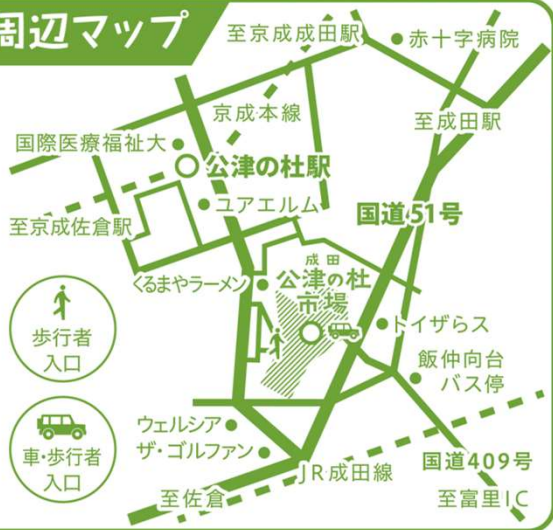 周辺マップ
至京成成田駅
赤十字病院
京成本線
至成田駅
国際医療福祉大
公津の杜駅
ユアエルム
国道51号
至京成佐倉駅
くるまやラーメン
成田
公津の杜
市場
トイザらス
歩行者
入口
飯仲向台
バス停
車・歩行者
入口
ウェルシア
ザ・ゴルファン
JR成田線
国道409号
至佐倉
至富里IC